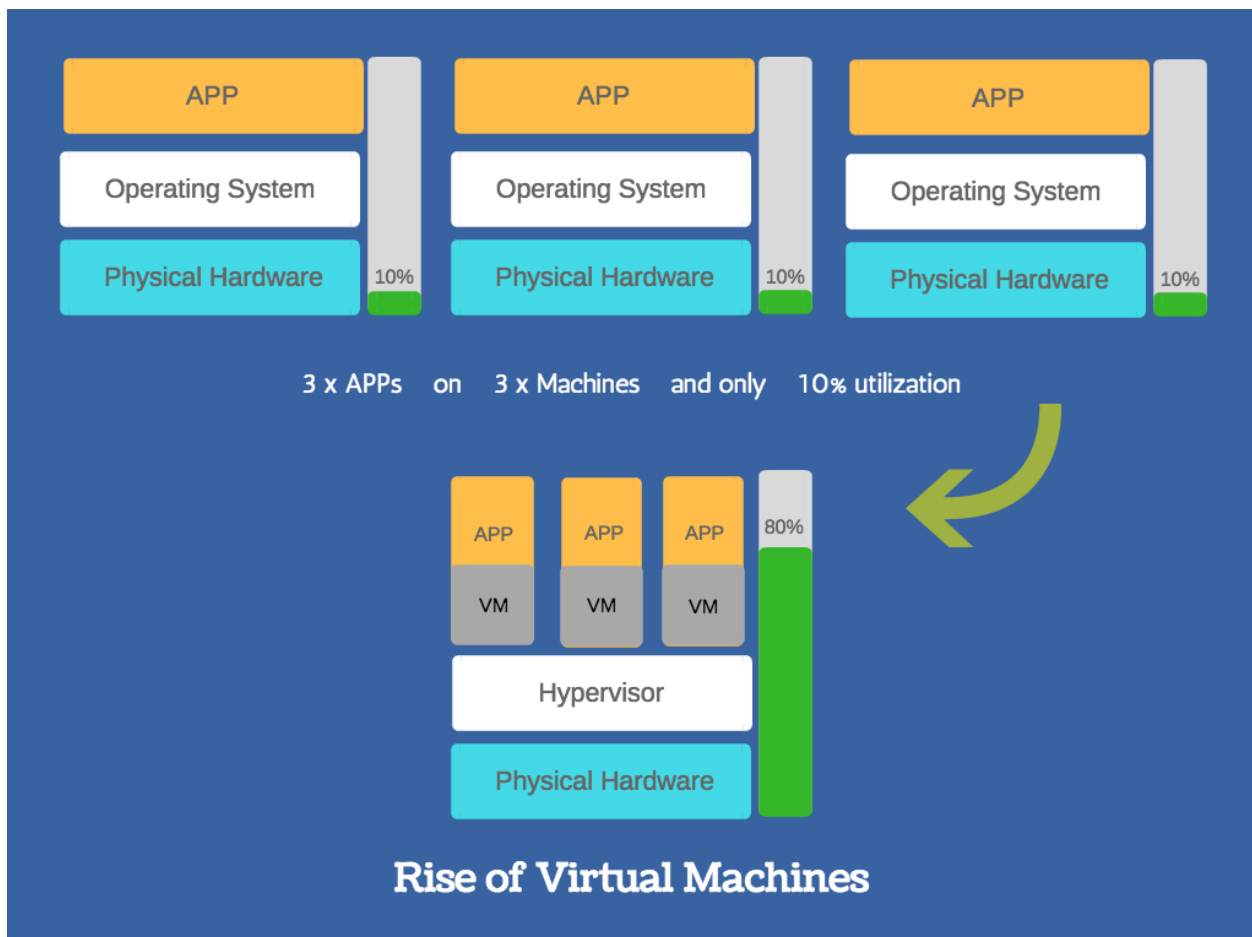 APP
APP
APP
Operating System
Operating System
Operating System
Physical Hardware
10%
Physical Hardware
10%
Physical Hardware
10%
3 x APPs on 3 x Machines and only 10% utilization
APP
APP
APP
80%
VM
VM
VM
Hypervisor
Physical Hardware
Rise of Virtual Machines